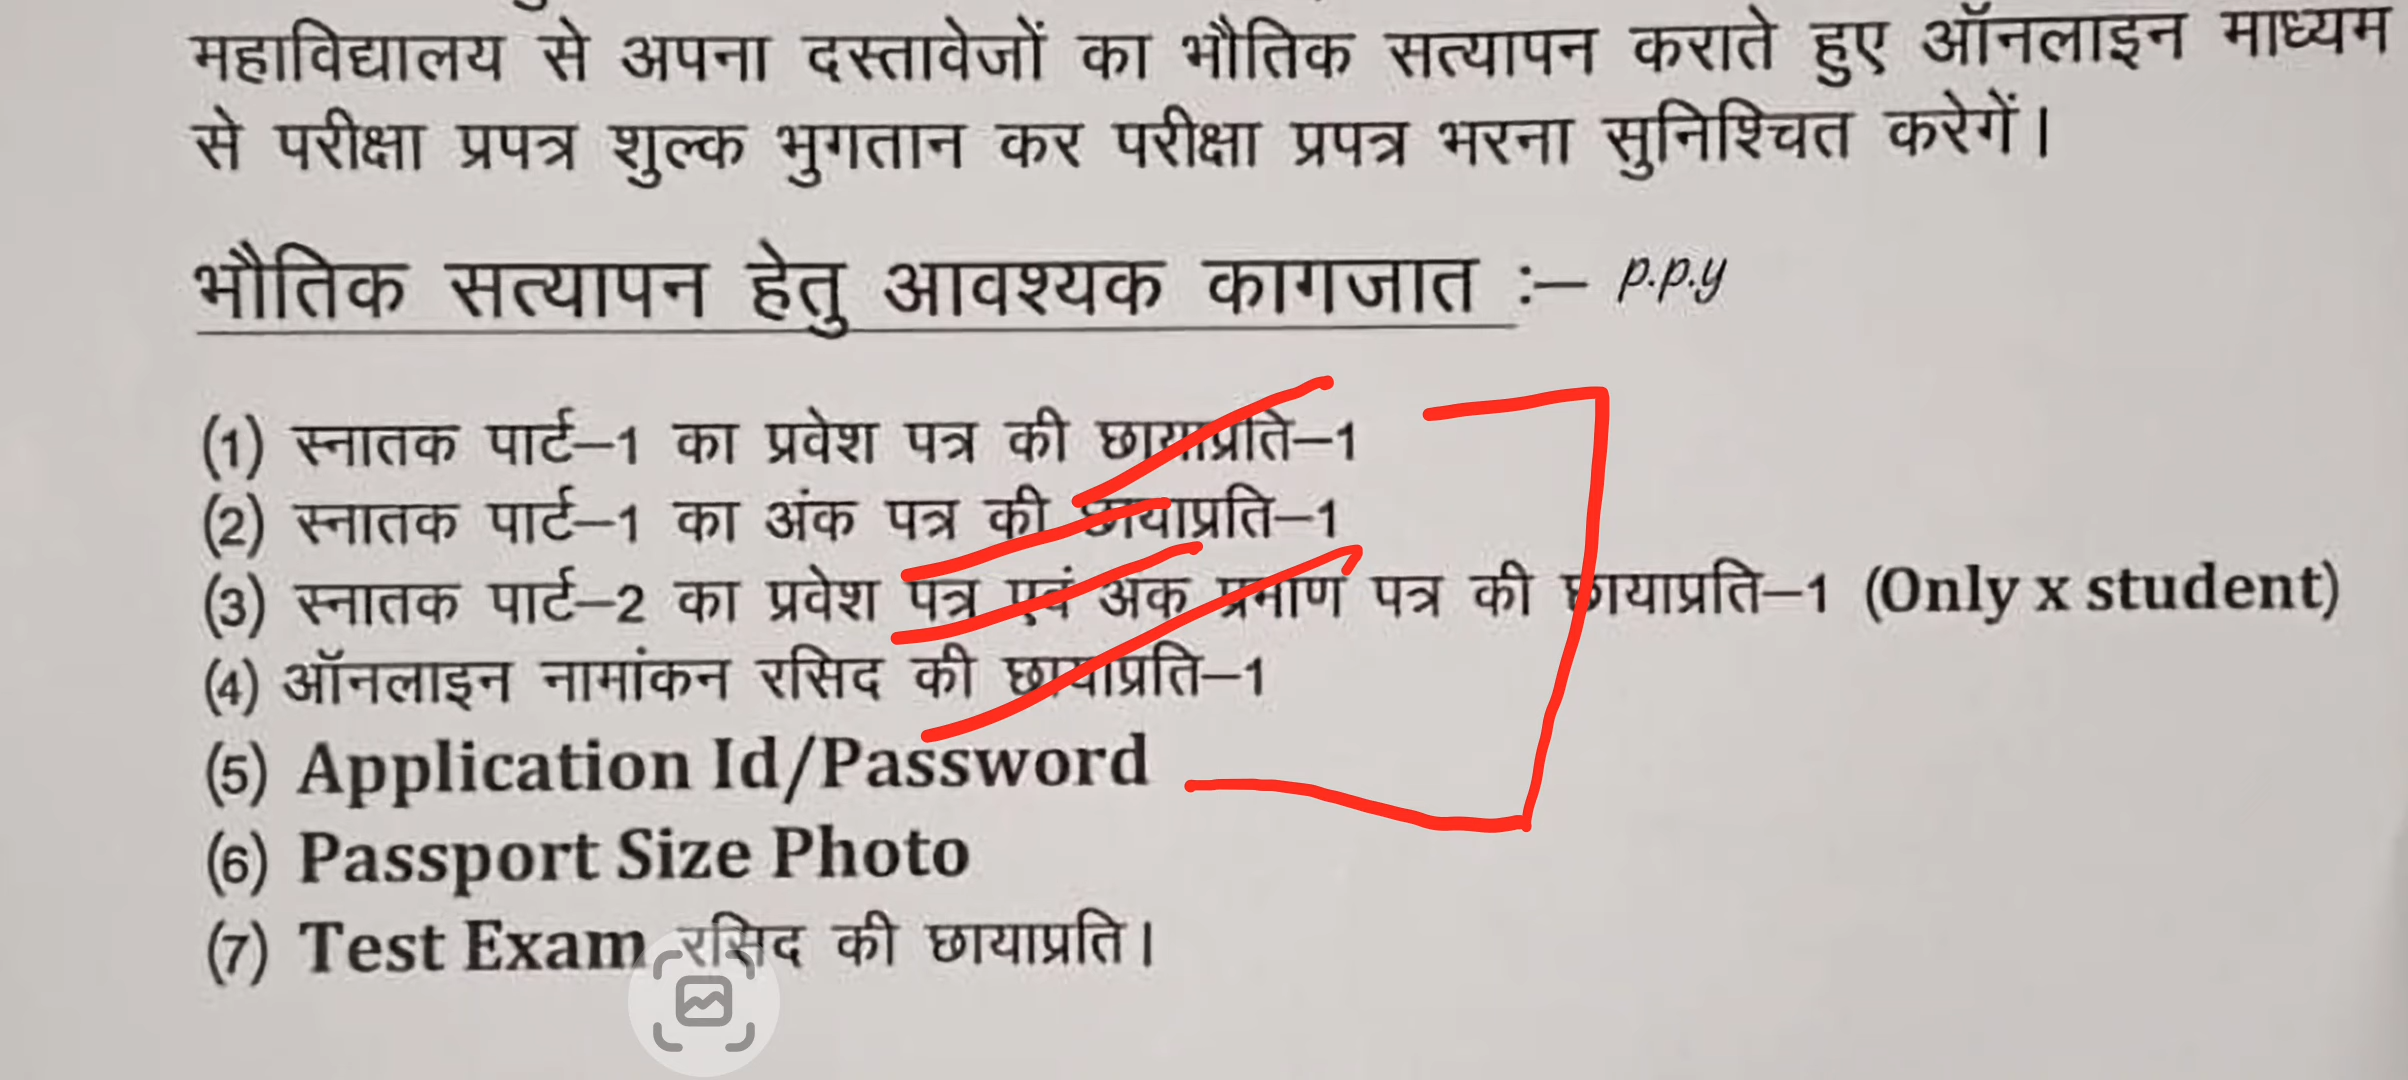 महाविद्यालय से अपना दस्तावेजों का भौतिक सत्यापन कराते हुए ऑनलाइन माध्यम
से परीक्षा प्रपत्र शुल्क भुगतान कर परीक्षा प्रपत्र भरना सुनिश्चित करेगें।
भौतिक सत्यापन हेतु आवश्यक कागजात :– p.p.y
(1) स्नातक पार्ट–1 का प्रवेश पत्र की छायाप्रति–1
(2) स्नातक पार्ट–1 का अंक पत्र की छायाप्रति–1
(3) स्नातक पार्ट–2 का प्रवेश पत्र एवं अंक प्रमाण पत्र की छायाप्रति–1 (Only x student)
(4) ऑनलाइन नामांकन रसिद की छायाप्रति–1
(5) Application Id/Password
(6) Passport Size Photo
(7) Test Exam रसिद की छायाप्रति।